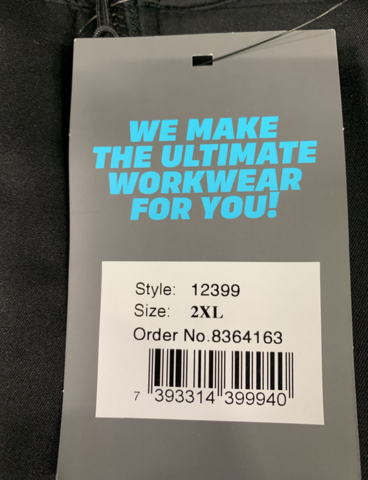 WE MAKE
THE ULTIMATE
WORKWEAR
FOR YOU!
Style: 12399
Size: 2XL
Order No.8364163
7 393314 399940